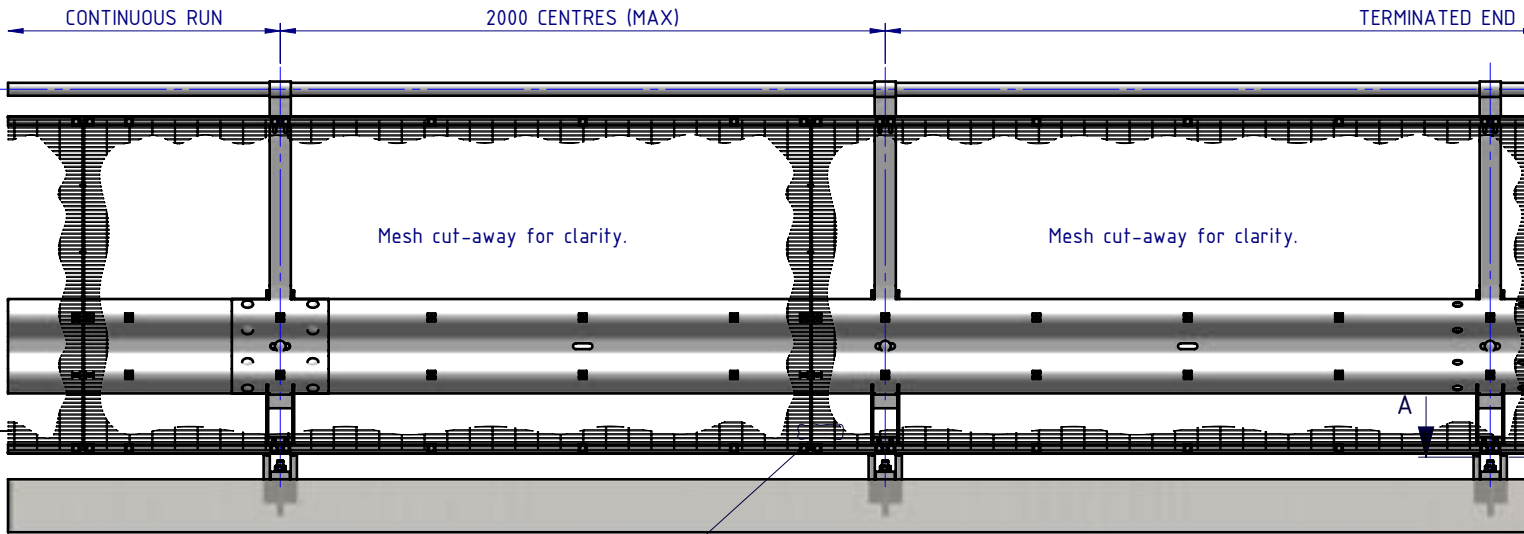 CONTINUOUS RUN
2000 CENTRES (MAX)
TERMINATED END
Mesh cut-away for clarity.
Mesh cut-away for clarity.
A